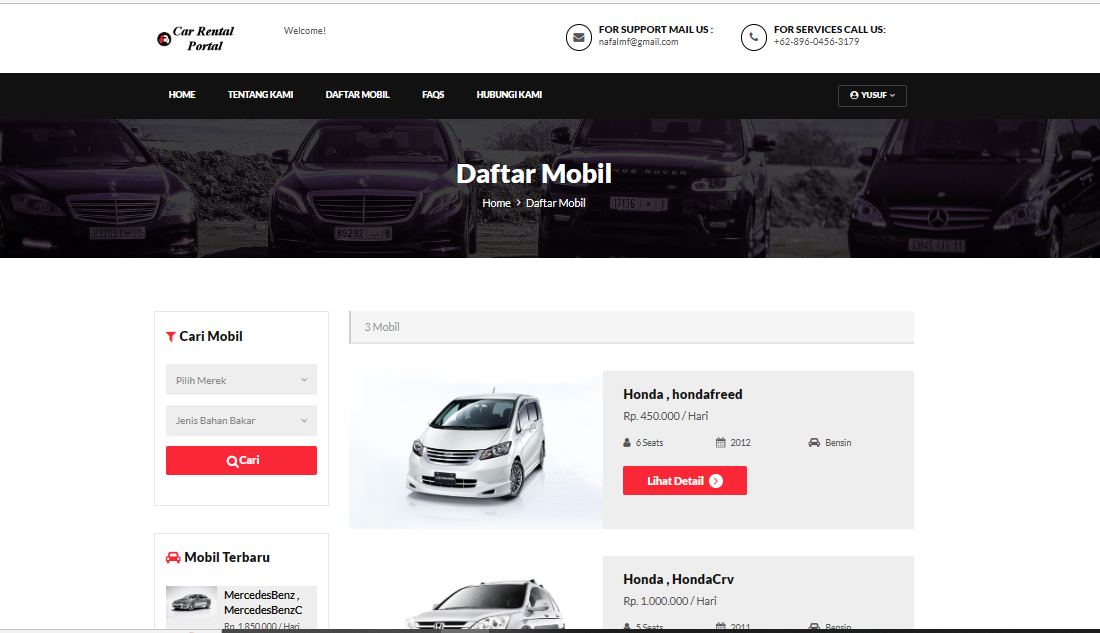 Car Rental
Portal
Welcome!
FOR SUPPORT MAIL US :
nafalmf@gmail.com
FOR SERVICES CALL US:
+62-896-0456-3179
HOME
TENTANG KAMI
DAFTAR MOBIL
FAQS
HUBUNGI KAMI
YUSUF
Daftar Mobil
Home > Daftar Mobil
Cari Mobil
Pilih Merek
Jenis Bahan Bakar
Cari
Mobil Terbaru
MercedesBenz ,
MercedesBenzC
Rp. 1.850.000 / Hari
3 Mobil
Honda , hondafreed
Rp. 450.000 / Hari
6 Seats
2012
Bensin
Lihat Detail
Honda , HondaCrv
Rp. 1.000.000 / Hari
5 Seats
2011
Bensin